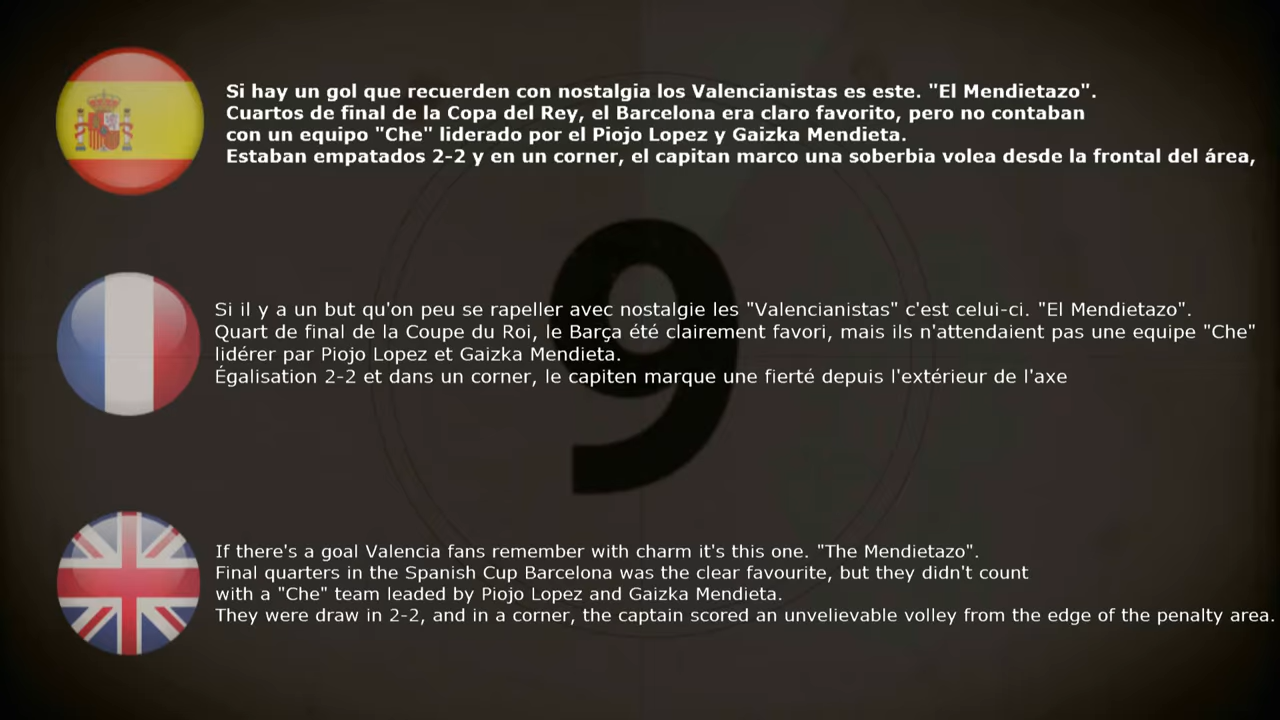 Si hay un gol que recuerden con nostalgia los Valencianistas es este. "El Mendietazo".
Cuartos de final de la Copa del Rey, el Barcelona era claro favorito, pero no contaban
con un equipo "Che" liderado por el Piojo Lopez y Gaizka Mendieta.
Estaban empatados 2-2 y en un corner, el capitan marco una soberbia volea desde la frontal del área,
9
Si il y a un but qu'on peu se rapeller avec nostalgie les "Valencianistas" c'est celui-ci. "El Mendietazo".
Quart de final de la Coupe du Roi, le Barça été clairement favori, mais ils n'attendaient pas une equipe "Che"
lidérer par Piojo Lopez et Gaizka Mendieta.
Égalisation 2-2 et dans un corner, le capiten marque une fierté depuis l'extérieur de l'axe
If there's a goal Valencia fans remember with charm it's this one. "The Mendietazo".
Final quarters in the Spanish Cup Barcelona was the clear favourite, but they didn't count
with a "Che" team leaded by Piojo Lopez and Gaizka Mendieta.
They were draw in 2-2, and in a corner, the captain scored an unvelievable volley from the edge of the penalty area.